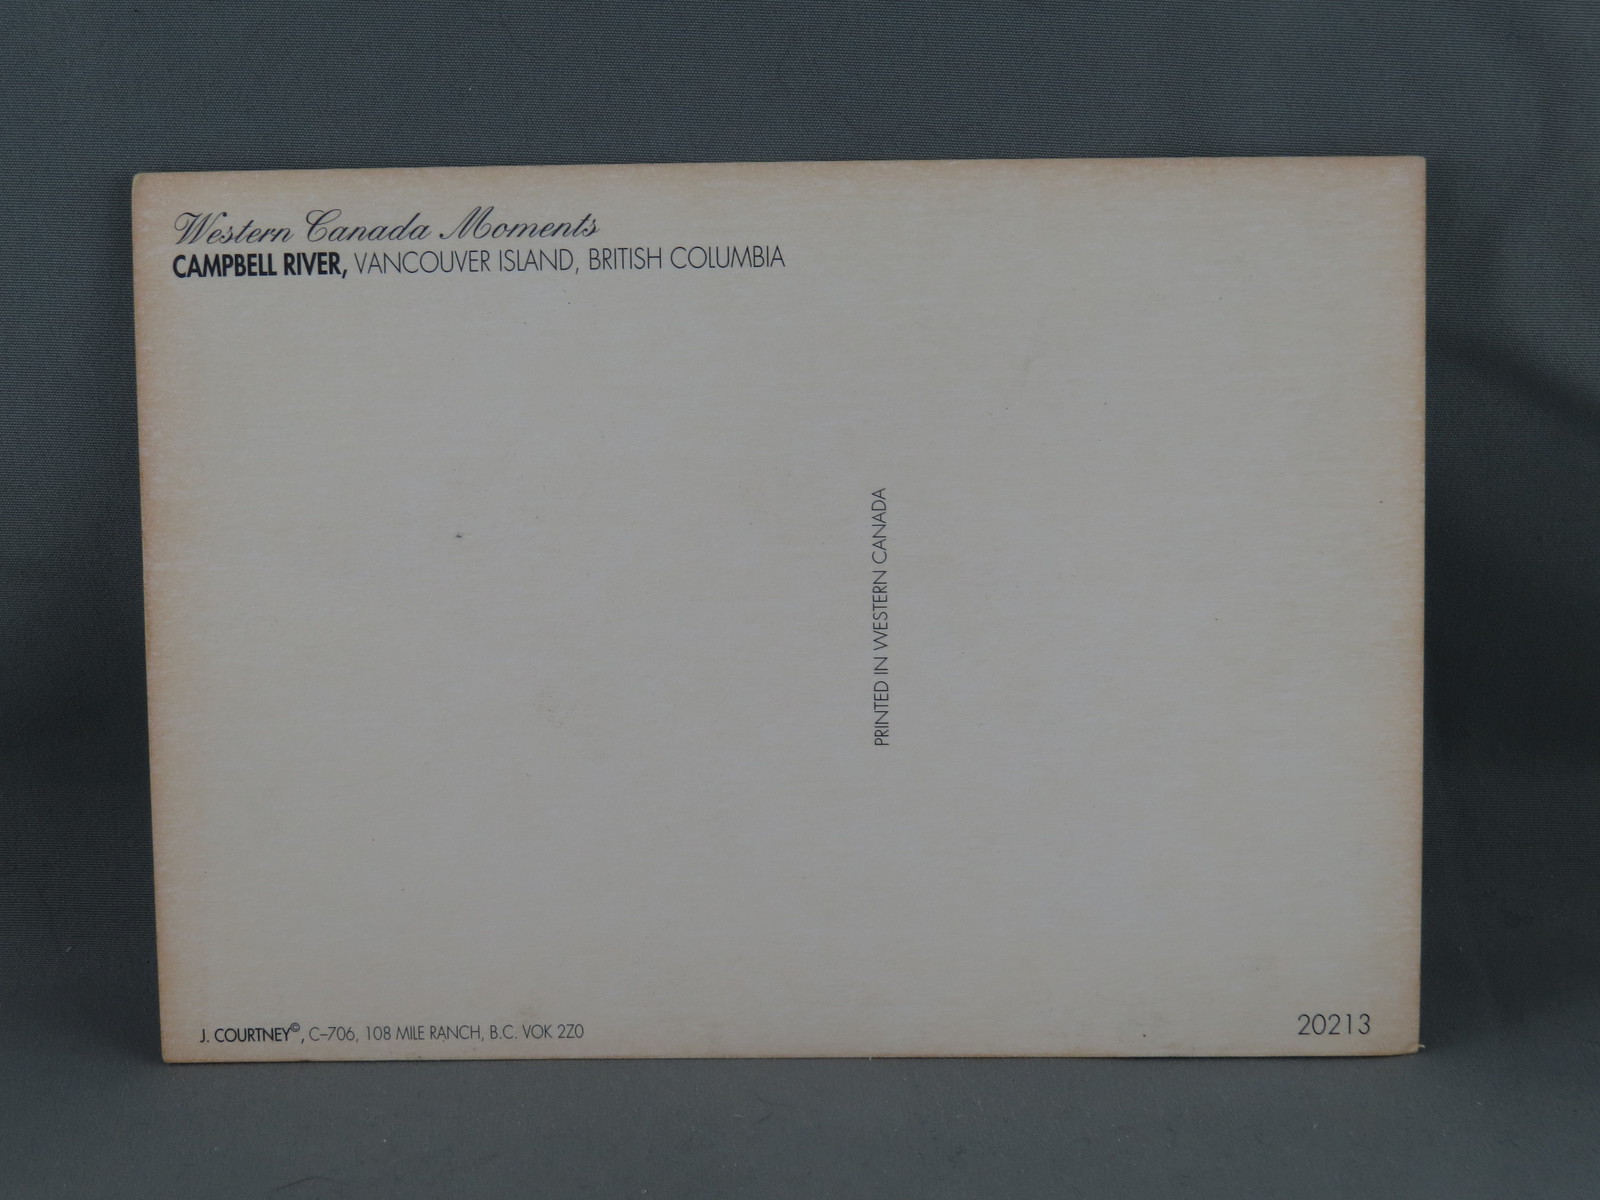 Western Canada Moments
CAMPBELL RIVER, VANCOUVER ISLAND, BRITISH COLUMBIA
PRINTED IN WESTERN CANADA
J. COURTNEY©, C–706, 108 MILE RANCH, B.C. VOK 2Z0
20213